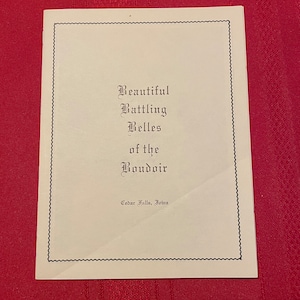 Beautiful
Battling
Belles
of the
Boudoir
Cedar Falls, Iowa